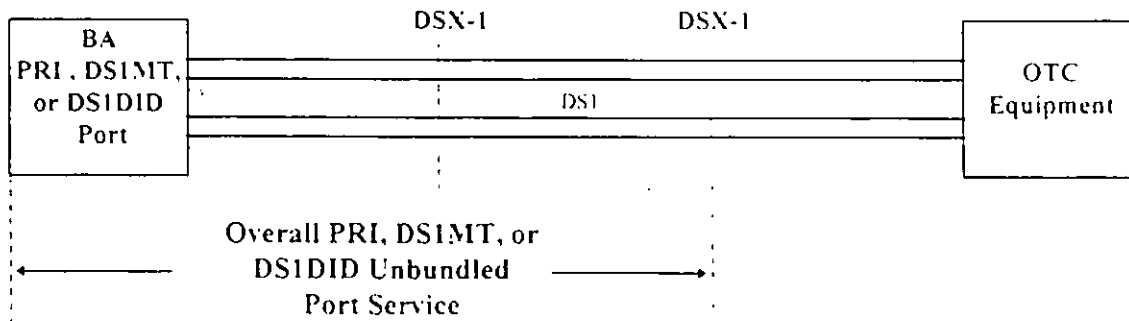 DSX-1 DSX-1
BA
PRI , DS1MT,
or DS1DID
Port
DS1
OTC
Equipment
Overall PRI, DS1MT, or
DS1DID Unbundled
Port Service